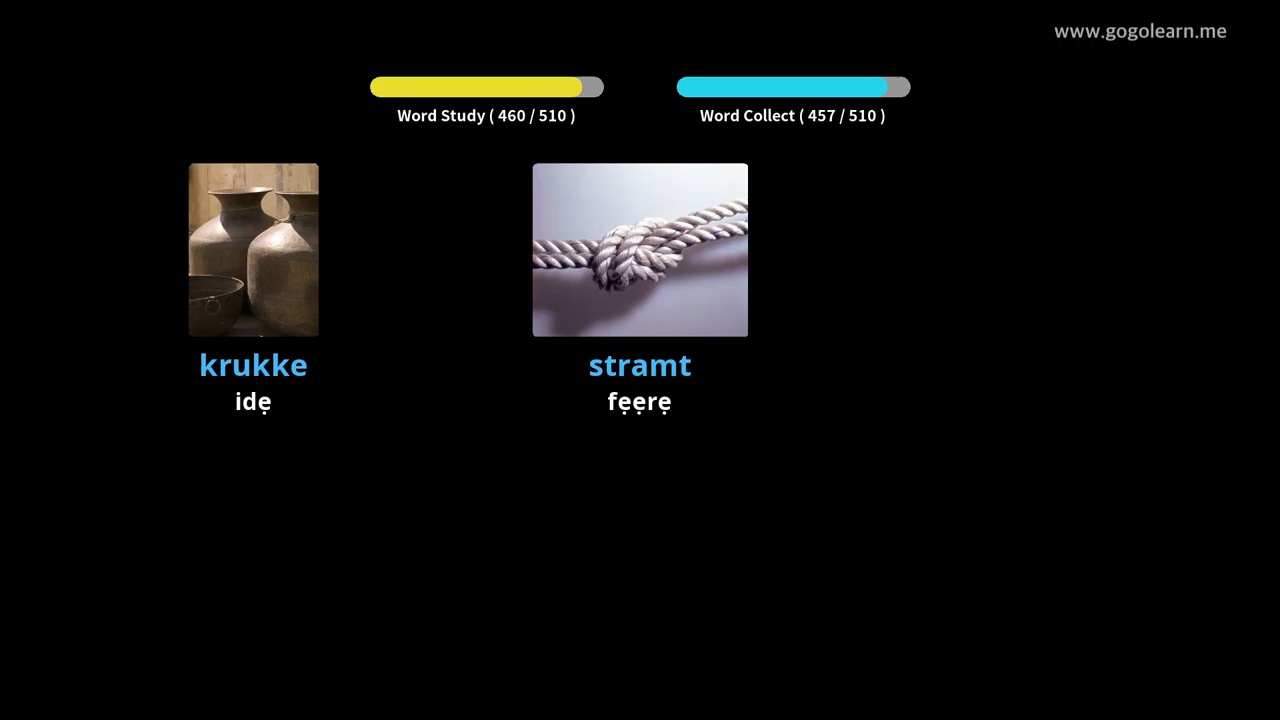 www.gogolearn.me
Word Study ( 460 / 510 )
Word Collect ( 457 / 510 )
krukke
idẹ
stramt
fẹẹrẹ